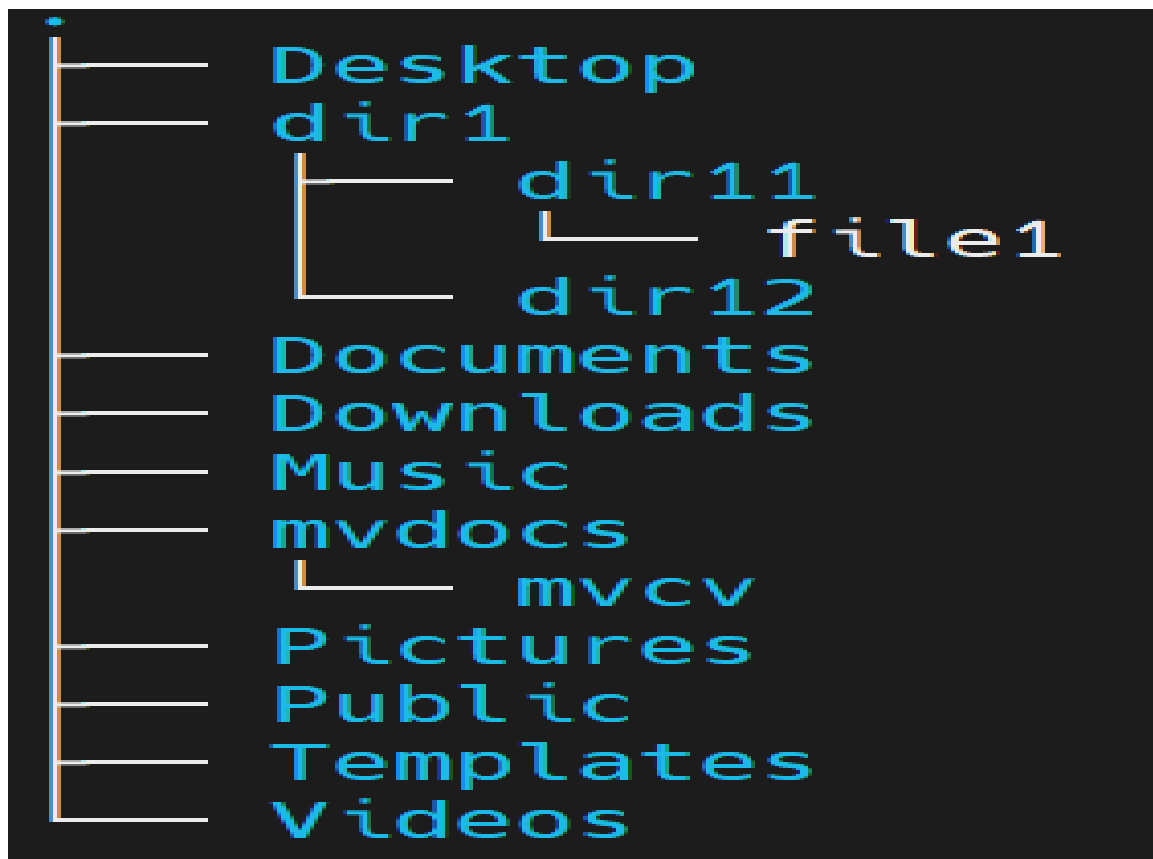 .
Desktop
dir1
dir11
file1
dir12
Documents
Downloads
Music
mvdocs
mvcv
Pictures
Public
Templates
Videos